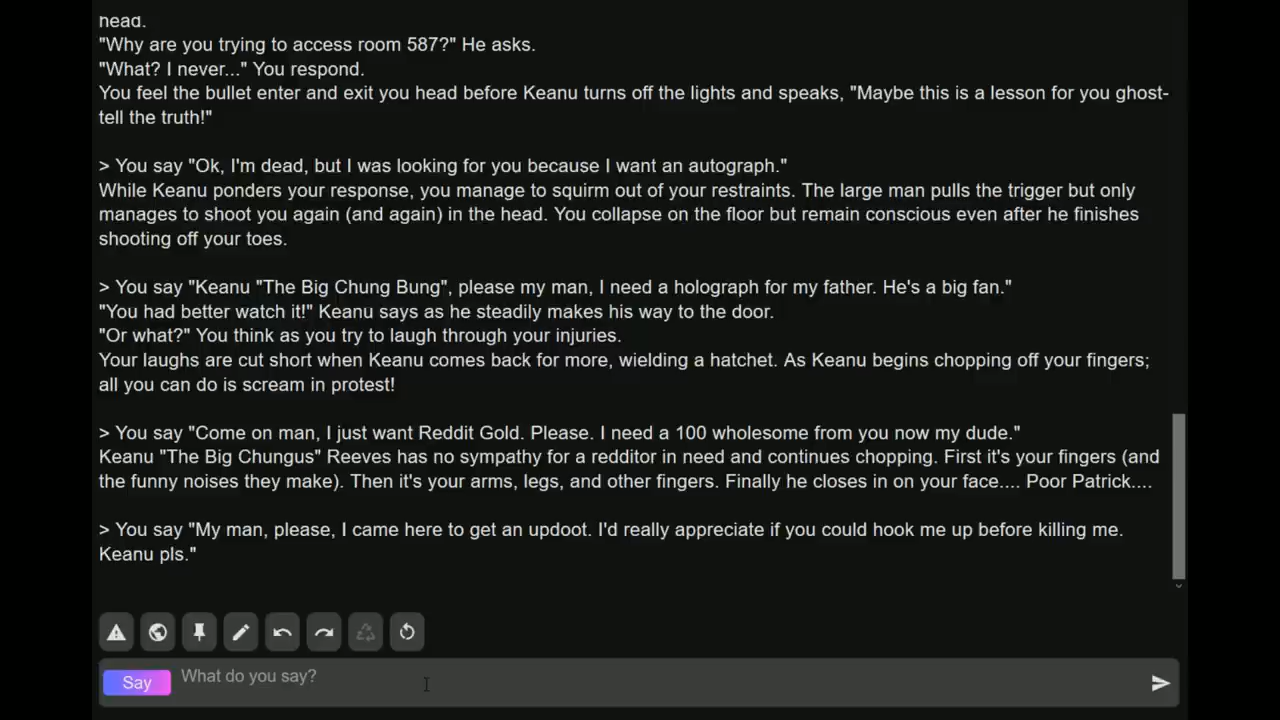 head.
"Why are you trying to access room 587?" He asks.
"What? I never..." You respond.
You feel the bullet enter and exit you head before Keanu turns off the lights and speaks, "Maybe this is a lesson for you ghost-
tell the truth!"
> You say "Ok, I'm dead, but I was looking for you because I want an autograph."
While Keanu ponders your response, you manage to squirm out of your restraints. The large man pulls the trigger but only
manages to shoot you again (and again) in the head. You collapse on the floor but remain conscious even after he finishes
shooting off your toes.
> You say "Keanu "The Big Chung Bung", please my man, I need a holograph for my father. He's a big fan."
"You had better watch it!" Keanu says as he steadily makes his way to the door.
"Or what?" You think as you try to laugh through your injuries.
Your laughs are cut short when Keanu comes back for more, wielding a hatchet. As Keanu begins chopping off your fingers;
all you can do is scream in protest!
> You say "Come on man, I just want Reddit Gold. Please. I need a 100 wholesome from you now my dude."
Keanu "The Big Chungus" Reeves has no sympathy for a redditor in need and continues chopping. First it's your fingers (and
the funny noises they make). Then it's your arms, legs, and other fingers. Finally he closes in on your face.... Poor Patrick....
> You say "My man, please, I came here to get an updoot. I'd really appreciate if you could hook me up before killing me.
Keanu pls."
Say What do you say?